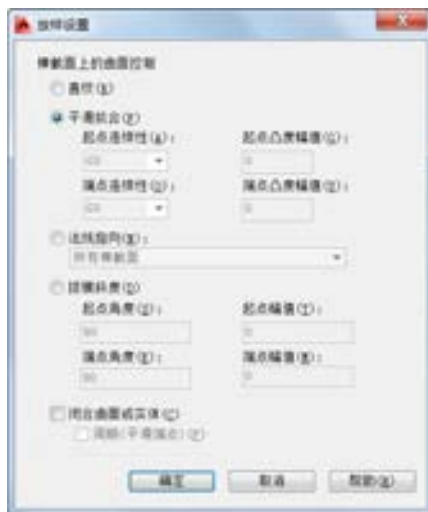 放样设置
横截面上的曲面控制
直纹(R)
平滑拟合(F)
起点连续性(A): 起点凸度幅值(G):
G0 0
端点连续性(D): 端点凸度幅值(E):
G0 0
法线指向(N):
所有横截面
拔模斜度(D)
起点角度(S): 起点幅值(T):
90 0
端点角度(E): 端点幅值(M):
90 0
闭合曲面或实体(C)
周期(平滑端点)(P)
确定 取消 帮助(H)